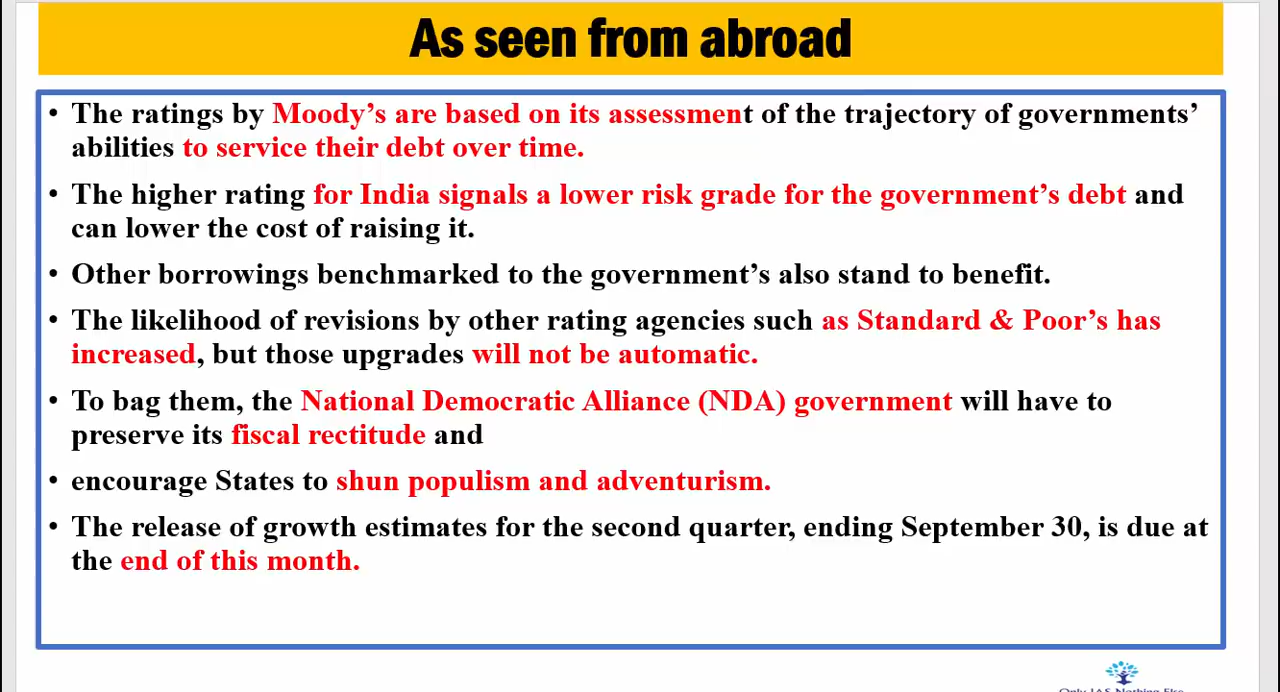 As seen from abroad
• The ratings by Moody’s are based on its assessment of the trajectory of governments’
abilities to service their debt over time.
• The higher rating for India signals a lower risk grade for the government’s debt and
can lower the cost of raising it.
• Other borrowings benchmarked to the government’s also stand to benefit.
• The likelihood of revisions by other rating agencies such as Standard & Poor’s has
increased, but those upgrades will not be automatic.
• To bag them, the National Democratic Alliance (NDA) government will have to
preserve its fiscal rectitude and
• encourage States to shun populism and adventurism.
• The release of growth estimates for the second quarter, ending September 30, is due at
the end of this month.
Only IAS Nothing Else